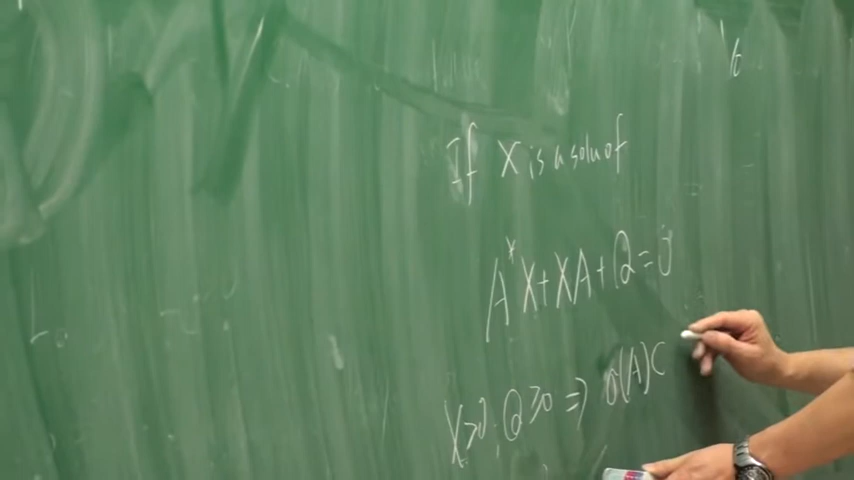 If X is a soln of
A*X+XA+Q=0
X>0, Q≥0 ⇒ σ(A)⊂